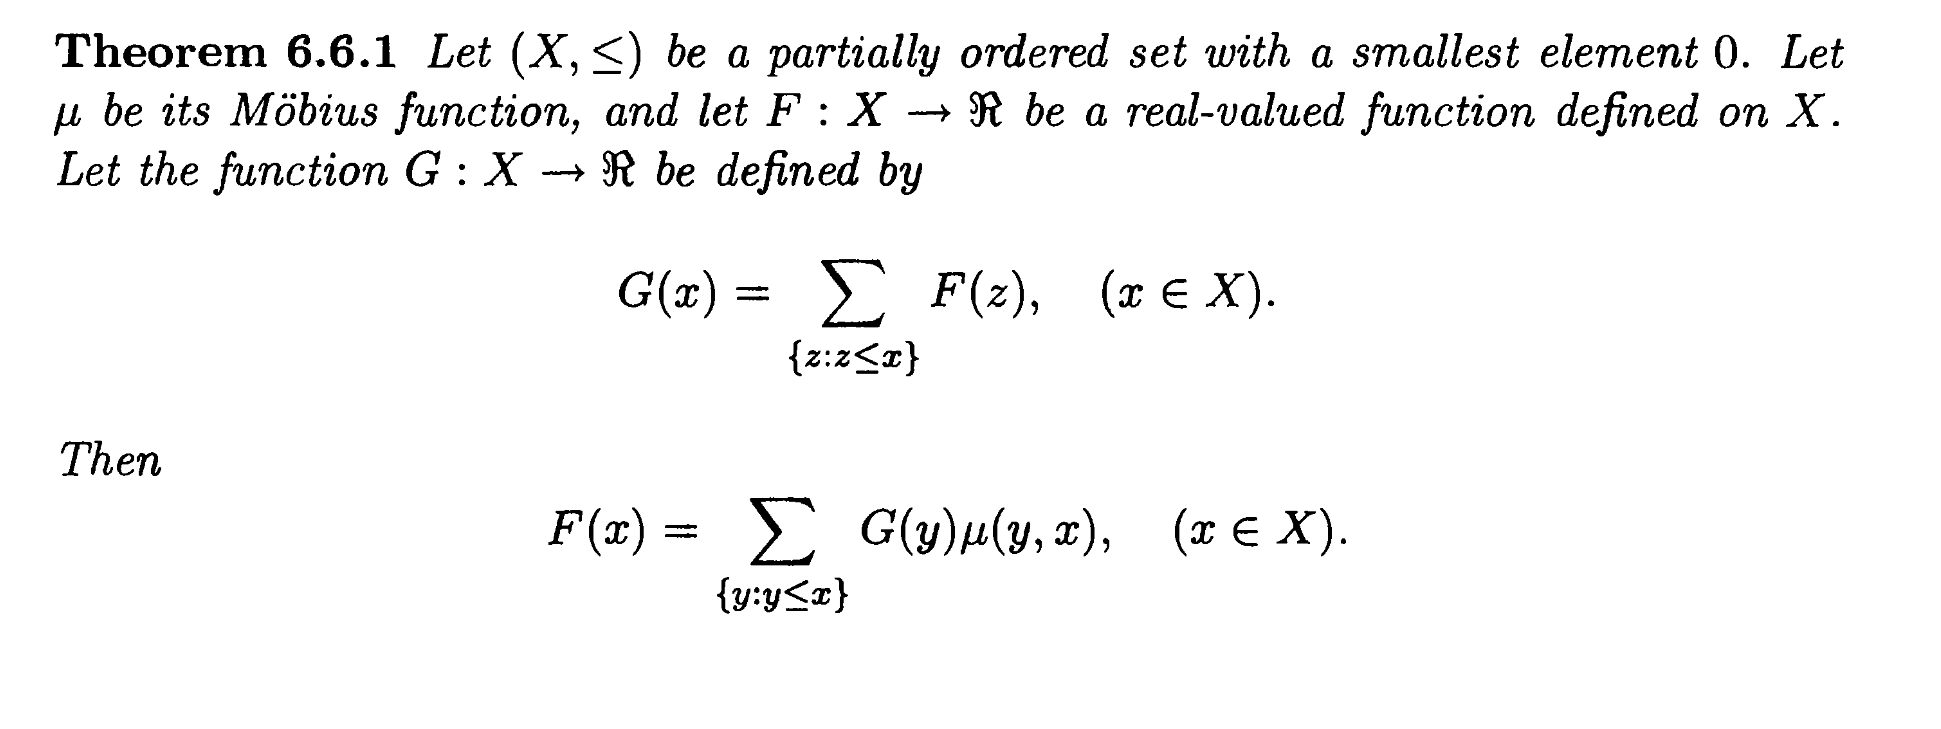 Theorem 6.6.1 Let (X, ≤) be a partially ordered set with a smallest element 0. Let
μ be its Möbius function, and let F : X → ℜ be a real-valued function defined on X.
Let the function G : X → ℜ be defined by
G(x) = ∑_{{z:z≤x}} F(z), (x ∈ X).
Then
F(x) = ∑_{{y:y≤x}} G(y)μ(y, x), (x ∈ X).